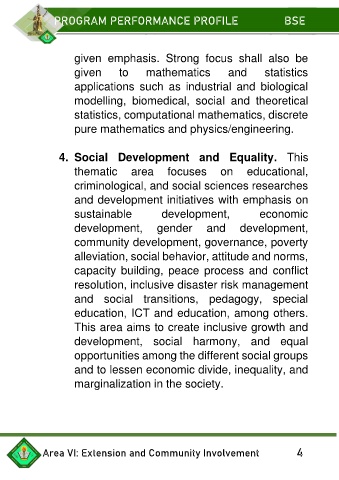 PROGRAM PERFORMANCE PROFILE BSE
given emphasis. Strong focus shall also be
given to mathematics and statistics
applications such as industrial and biological
modelling, biomedical, social and theoretical
statistics, computational mathematics, discrete
pure mathematics and physics/engineering.
4. Social Development and Equality. This
thematic area focuses on educational,
criminological, and social sciences researches
and development initiatives with emphasis on
sustainable development, economic
development, gender and development,
community development, governance, poverty
alleviation, social behavior, attitude and norms,
capacity building, peace process and conflict
resolution, inclusive disaster risk management
and social transitions, pedagogy, special
education, ICT and education, among others.
This area aims to create inclusive growth and
development, social harmony, and equal
opportunities among the different social groups
and to lessen economic divide, inequality, and
marginalization in the society.
Area VI: Extension and Community Involvement 4